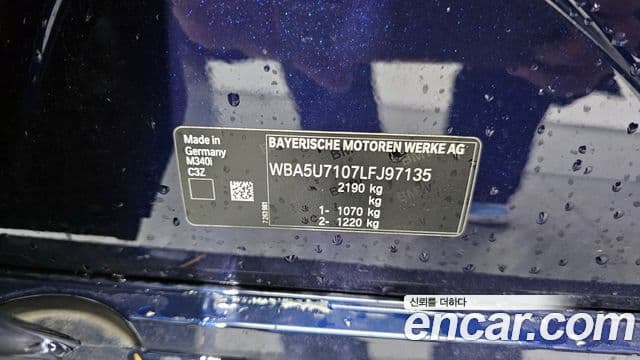 Made in
Germany
M340i
C3Z
BAYERISCHE MOTOREN WERKE AG
WBA5U7107LFJ97135
2190 kg
kg
1- 1070 kg
2- 1220 kg
신뢰를 더하다
encar.com